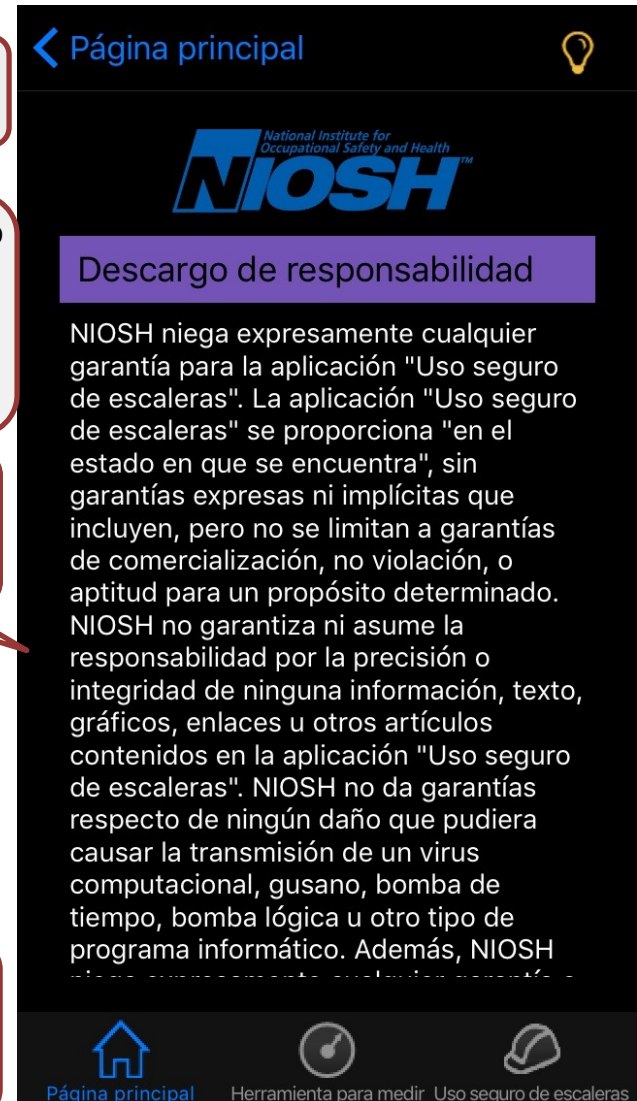 Página principal
National Institute for
Occupational Safety and Health
NIOSH™
Descargo de responsabilidad
NIOSH niega expresamente cualquier
garantía para la aplicación "Uso seguro
de escaleras". La aplicación "Uso seguro
de escaleras" se proporciona "en el
estado en que se encuentra", sin
garantías expresas ni implícitas que
incluyen, pero no se limitan a garantías
de comercialización, no violación, o
aptitud para un propósito determinado.
NIOSH no garantiza ni asume la
responsabilidad por la precisión o
integridad de ninguna información, texto,
gráficos, enlaces u otros artículos
contenidos en la aplicación "Uso seguro
de escaleras". NIOSH no da garantías
respecto de ningún daño que pudiera
causar la transmisión de un virus
computacional, gusano, bomba de
tiempo, bomba lógica u otro tipo de
programa informático. Además, NIOSH
Página principal
Herramienta para medir
Uso seguro de escaleras